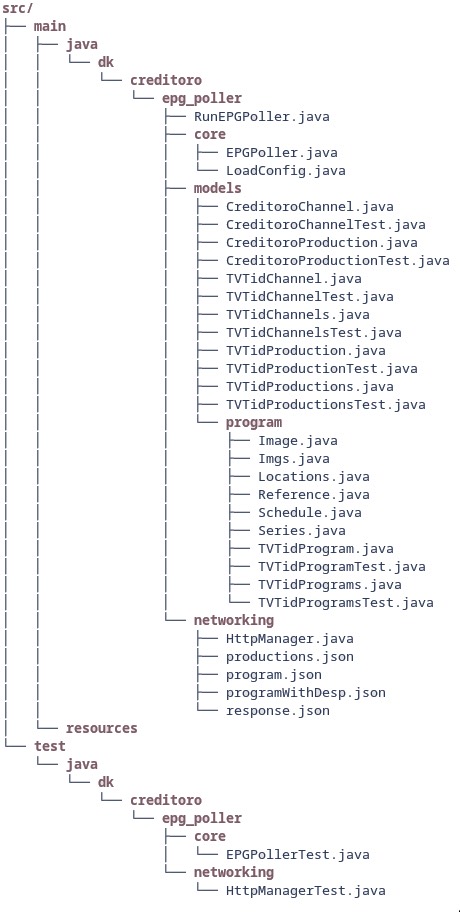 src/
├── main
│   ├── java
│   │   └── dk
│   │       └── creditoro
│   │           └── epg_poller
│   │               ├── RunEPGPoller.java
│   │               ├── core
│   │               │   ├── EPGPoller.java
│   │               │   └── LoadConfig.java
│   │               ├── models
│   │               │   ├── CreditoroChannel.java
│   │               │   ├── CreditoroChannelTest.java
│   │               │   ├── CreditoroProduction.java
│   │               │   ├── CreditoroProductionTest.java
│   │               │   ├── TVTidChannel.java
│   │               │   ├── TVTidChannelTest.java
│   │               │   ├── TVTidChannels.java
│   │               │   ├── TVTidChannelsTest.java
│   │               │   ├── TVTidProduction.java
│   │               │   ├── TVTidProductionTest.java
│   │               │   ├── TVTidProductions.java
│   │               │   ├── TVTidProductionsTest.java
│   │               │   └── program
│   │               │       ├── Image.java
│   │               │       ├── Imgs.java
│   │               │       ├── Locations.java
│   │               │       ├── Reference.java
│   │               │       ├── Schedule.java
│   │               │       ├── Series.java
│   │               │       ├── TVTidProgram.java
│   │               │       ├── TVTidProgramTest.java
│   │               │       ├── TVTidPrograms.java
│   │               │       └── TVTidProgramsTest.java
│   │               └── networking
│   │                   ├── HttpManager.java
│   │                   ├── productions.json
│   │                   ├── program.json
│   │                   ├── programWithDesp.json
│   │                   └── response.json
│   └── resources
└── test
    └── java
        └── dk
            └── creditoro
                └── epg_poller
                    ├── core
                    │   └── EPGPollerTest.java
                    └── networking
                        └── HttpManagerTest.java